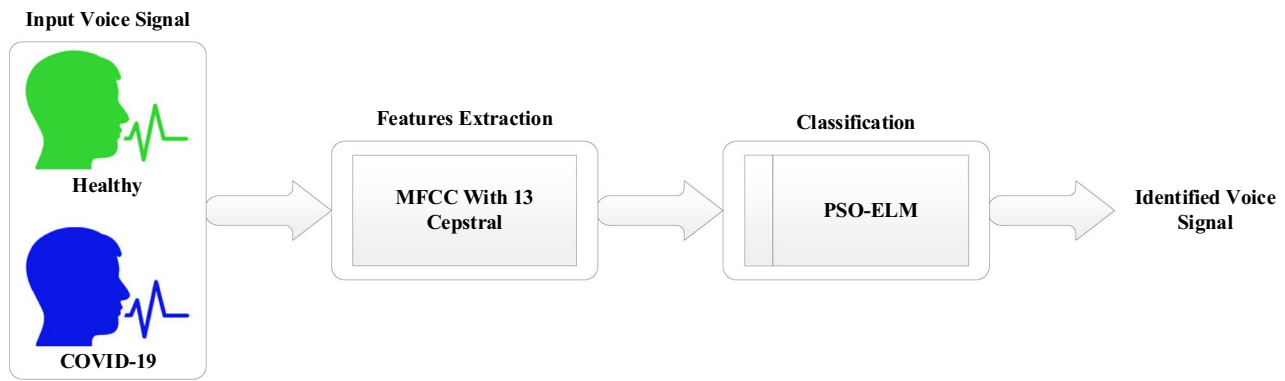 Input Voice Signal
Healthy
COVID-19
Features Extraction
MFCC With 13
Cepstral
Classification
PSO-ELM
Identified Voice
Signal